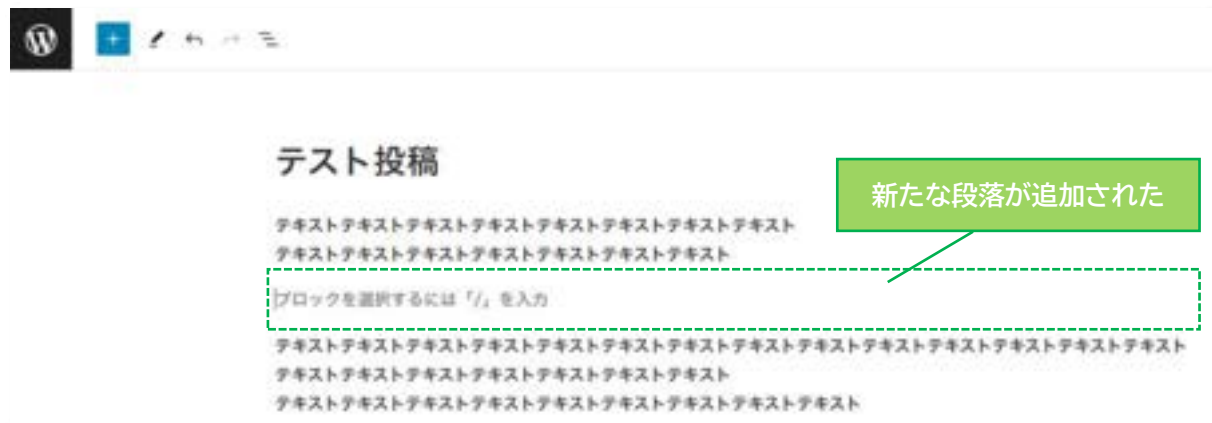 テスト投稿
新たな段落が追加された
テキストテキストテキストテキストテキストテキストテキストテキスト
テキストテキストテキストテキストテキストテキストテキスト
ブロックを選択するには「/」を入力
テキストテキストテキストテキストテキストテキストテキストテキストテキストテキストテキストテキストテキストテキスト
テキストテキストテキストテキストテキストテキストテキスト
テキストテキストテキストテキストテキストテキストテキストテキストテキスト